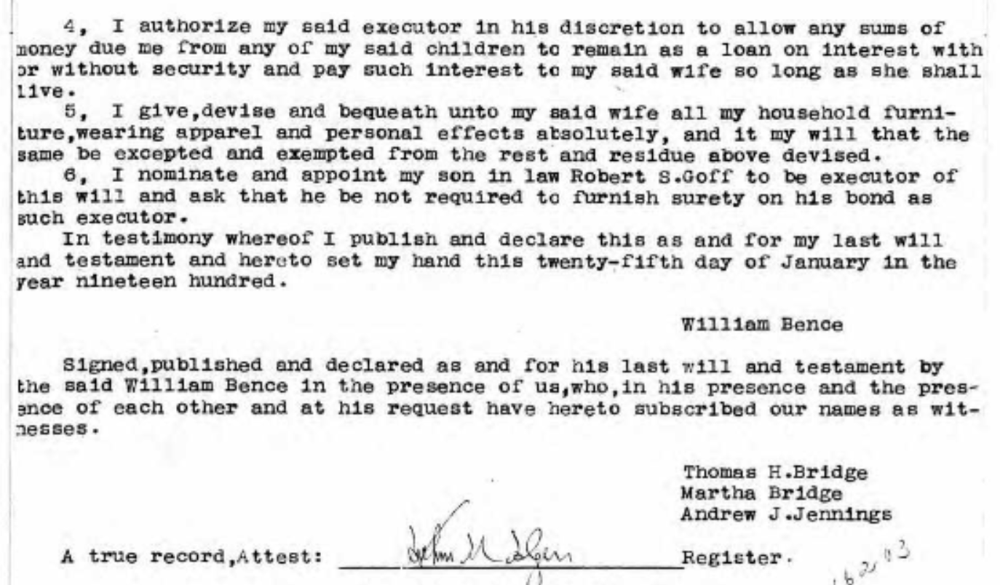 4, I authorize my said executor in his discretion to allow any sums of
money due me from any of my said children to remain as a loan on interest with
or without security and pay such interest to my said wife so long as she shall
live.
5, I give,devise and bequeath unto my said wife all my household furni-
ture,wearing apparel and personal effects absolutely, and it my will that the
same be excepted and exempted from the rest and residue above devised.
6, I nominate and appoint my son in law Robert S.Goff to be executor of
this will and ask that he be not required to furnish surety on his bond as
such executor.
In testimony whereof I publish and declare this as and for my last will
and testament and hereto set my hand this twenty-fifth day of January in the
year nineteen hundred.
William Bence
Signed,published and declared as and for his last will and testament by
the said William Bence in the presence of us,who,in his presence and the pres-
ence of each other and at his request have hereto subscribed our names as wit-
nesses.
Thomas H.Bridge
Martha Bridge
Andrew J.Jennings
A true record,Attest: Register.